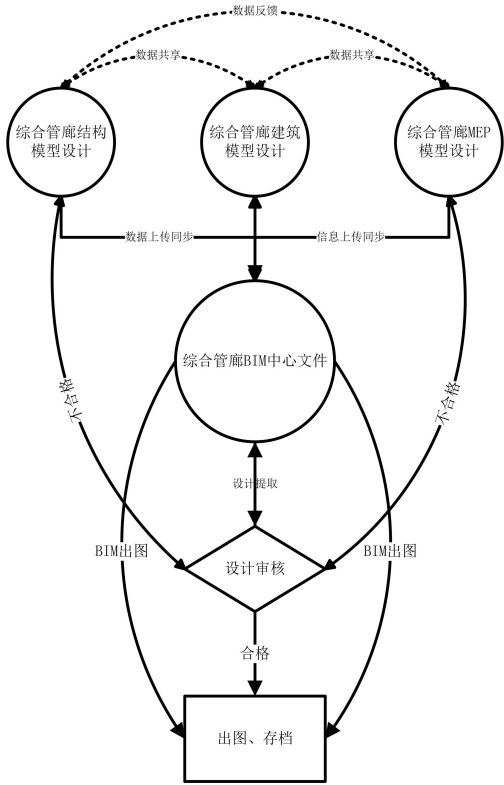 数据反馈
数据共享
数据共享
综合管廊结构
模型设计
综合管廊建筑
模型设计
综合管廊MEP
模型设计
数据上传同步
信息上传同步
综合管廊BIM中心文件
不合格
不合格
设计提取
BIM出图
BIM出图
设计审核
合格
出图、存档